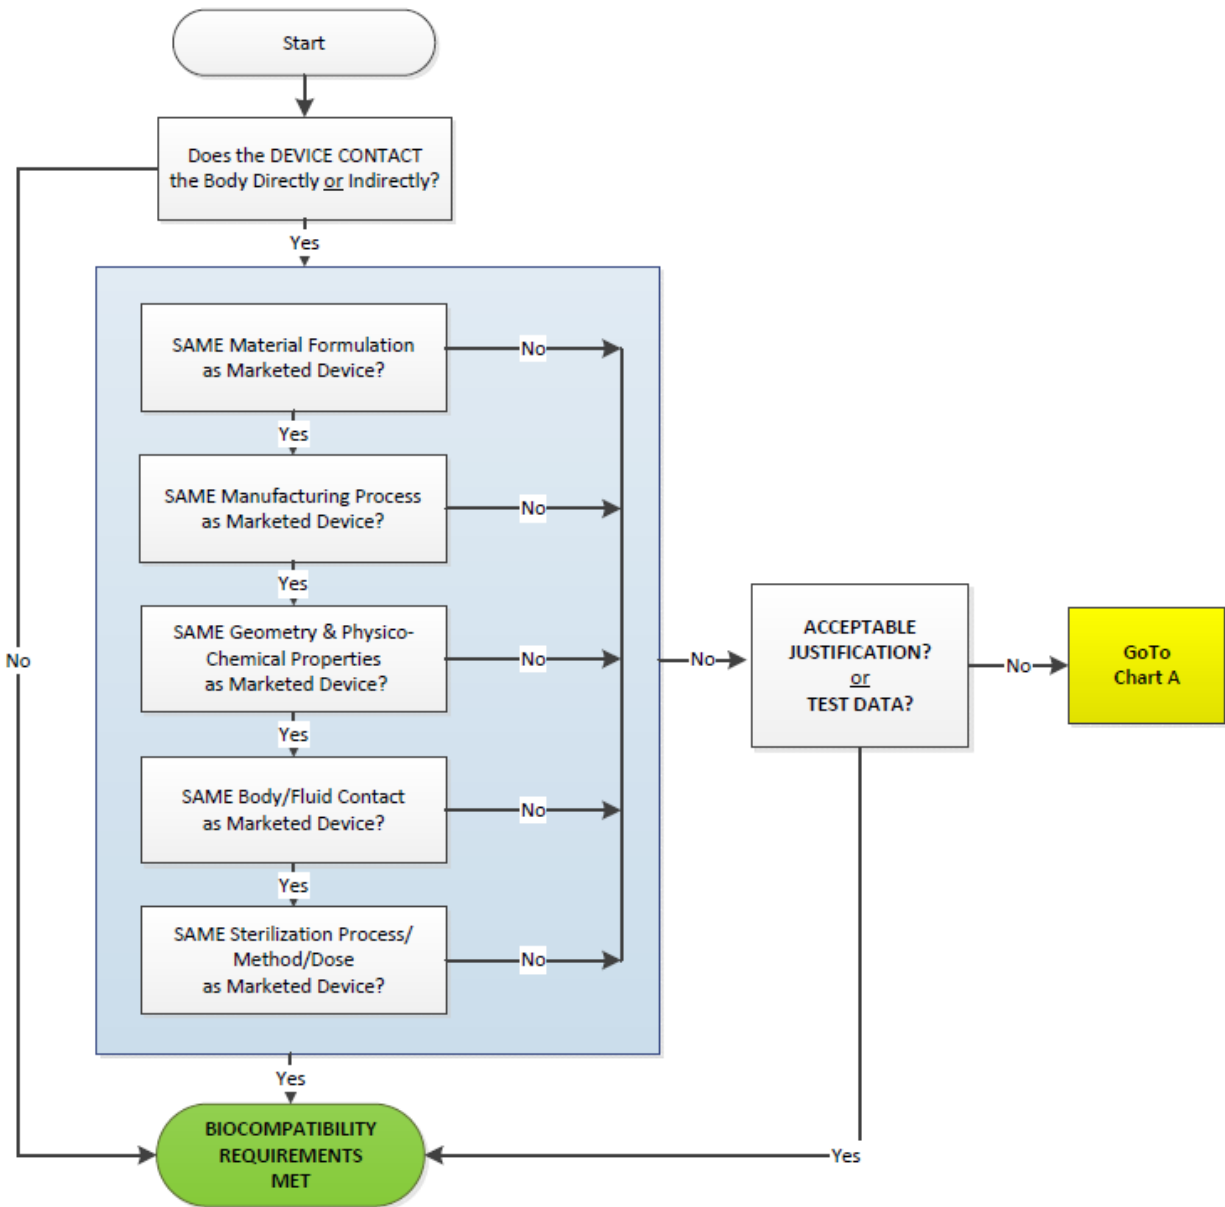 Start
Does the DEVICE CONTACT
the Body Directly or Indirectly?
Yes
SAME Material Formulation
as Marketed Device?
No
Yes
SAME Manufacturing Process
as Marketed Device?
No
Yes
SAME Geometry & Physico-
Chemical Properties
as Marketed Device?
No
Yes
SAME Body/Fluid Contact
as Marketed Device?
No
Yes
SAME Sterilization Process/
Method/Dose
as Marketed Device?
No
No
No
ACCEPTABLE
JUSTIFICATION?
or
TEST DATA?
No
GoTo
Chart A
Yes
Yes
BIOCOMPATIBILITY
REQUIREMENTS
MET